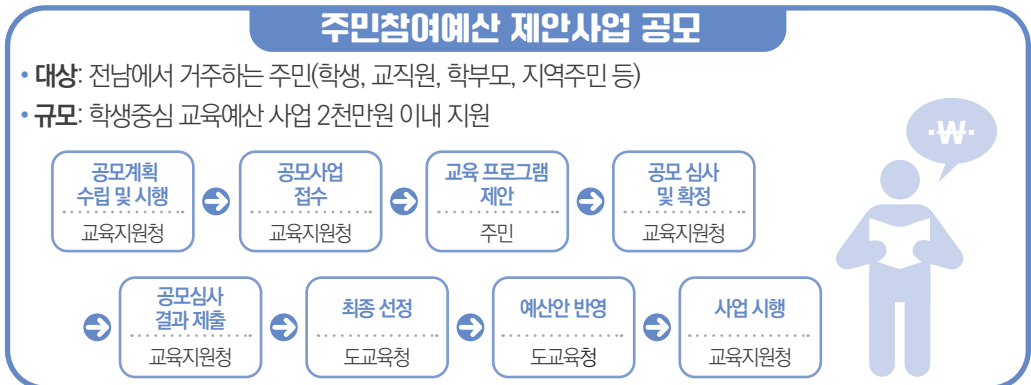 주민참여예산 제안사업 공모
• 대상: 전남에서 거주하는 주민(학생, 교직원, 학부모, 지역주민 등)
• 규모: 학생중심 교육예산 사업 2천만원 이내 지원
·₩·
공모계획
수립 및 시행
교육지원청
공모사업
접수
교육지원청
교육 프로그램
제안
주민
공모 심사
및 확정
교육지원청
공모심사
결과 제출
교육지원청
최종 선정
도교육청
예산안 반영
도교육청
사업 시행
교육지원청